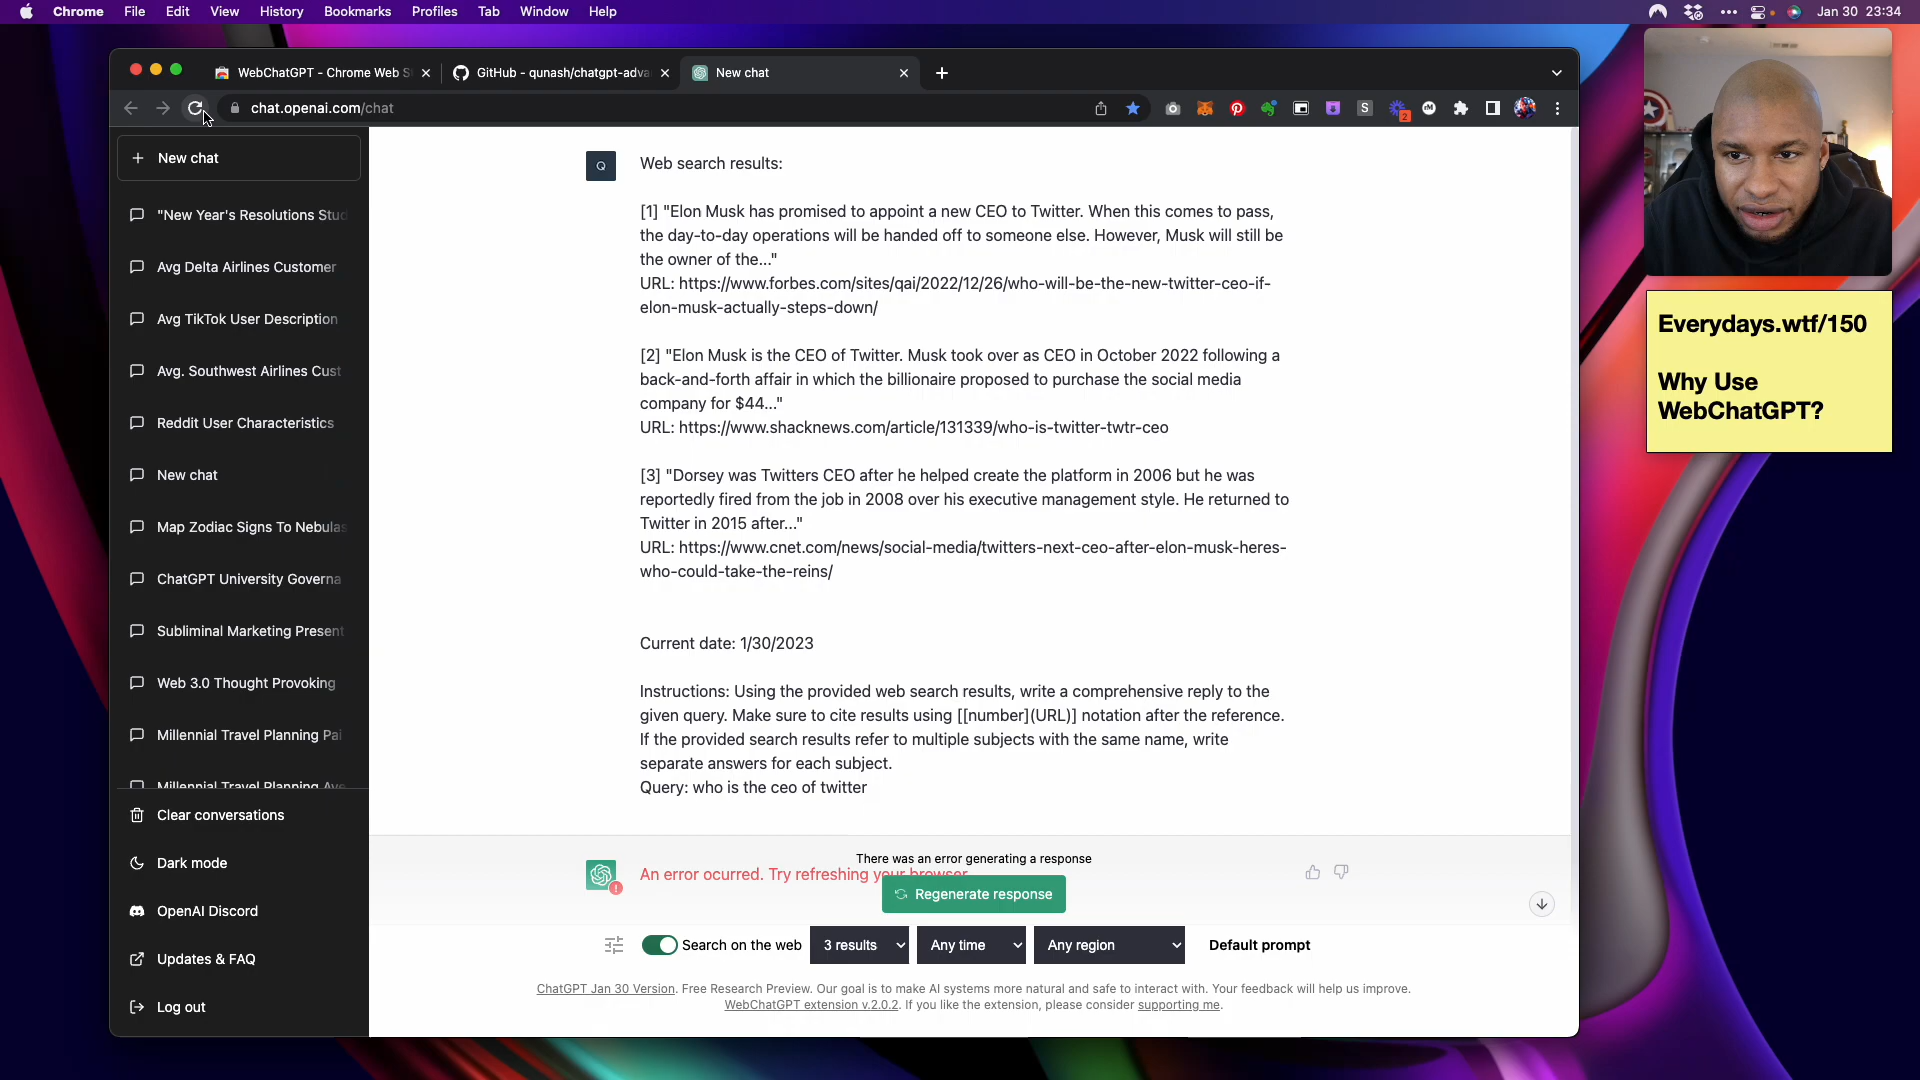 Chrome File Edit View History Bookmarks Profiles Tab Window Help
Jan 30 23:34
WebChatGPT - Chrome Web S
GitHub - qunash/chatgpt-adva
New chat
chat.openai.com/chat
S
2
New chat
"New Year's Resolutions Stud
Avg Delta Airlines Customer
Avg TikTok User Description
Avg. Southwest Airlines Cust
Reddit User Characteristics
New chat
Map Zodiac Signs To Nebulas
ChatGPT University Governa
Subliminal Marketing Present
Web 3.0 Thought Provoking
Millennial Travel Planning Pai
Millennial Travel Planning Ave
Clear conversations
Dark mode
OpenAI Discord
Updates & FAQ
Log out
Q
Web search results:
[1] "Elon Musk has promised to appoint a new CEO to Twitter. When this comes to pass,
the day-to-day operations will be handed off to someone else. However, Musk will still be
the owner of the..."
URL: https://www.forbes.com/sites/qai/2022/12/26/who-will-be-the-new-twitter-ceo-if-
elon-musk-actually-steps-down/
[2] "Elon Musk is the CEO of Twitter. Musk took over as CEO in October 2022 following a
back-and-forth affair in which the billionaire proposed to purchase the social media
company for $44..."
URL: https://www.shacknews.com/article/131339/who-is-twitter-twtr-ceo
[3] "Dorsey was Twitters CEO after he helped create the platform in 2006 but he was
reportedly fired from the job in 2008 over his executive management style. He returned to
Twitter in 2015 after..."
URL: https://www.cnet.com/news/social-media/twitters-next-ceo-after-elon-musk-heres-
who-could-take-the-reins/
Current date: 1/30/2023
Instructions: Using the provided web search results, write a comprehensive reply to the
given query. Make sure to cite results using [[number](URL)] notation after the reference.
If the provided search results refer to multiple subjects with the same name, write
separate answers for each subject.
Query: who is the ceo of twitter
There was an error generating a response
An error ocurred. Try refreshing your browser.
Regenerate response
Search on the web
3 results
Any time
Any region
Default prompt
ChatGPT Jan 30 Version. Free Research Preview. Our goal is to make AI systems more natural and safe to interact with. Your feedback will help us improve.
WebChatGPT extension v.2.0.2. If you like the extension, please consider supporting me.
Everydays.wtf/150
Why Use
WebChatGPT?